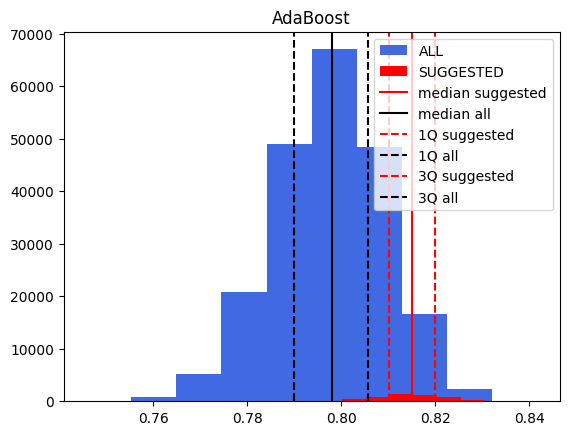 AdaBoost
70000
60000
50000
40000
30000
20000
10000
0
ALL
SUGGESTED
median suggested
median all
1Q suggested
1Q all
3Q suggested
3Q all
0.76 0.78 0.80 0.82 0.84